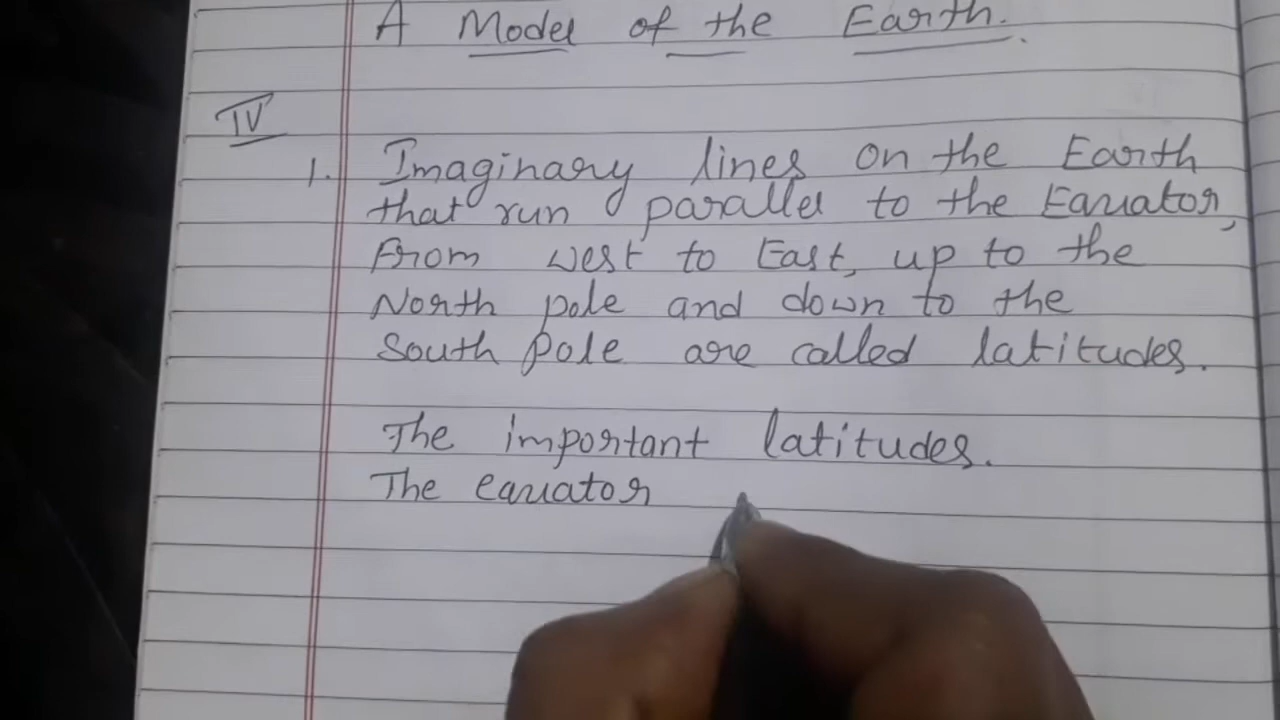 A Model of the Earth.
IV
1. Imaginary lines on the Earth
that run parallel to the Equator,
From west to East, up to the
North pole and down to the
South pole are called latitudes.
The important latitudes.
The equator